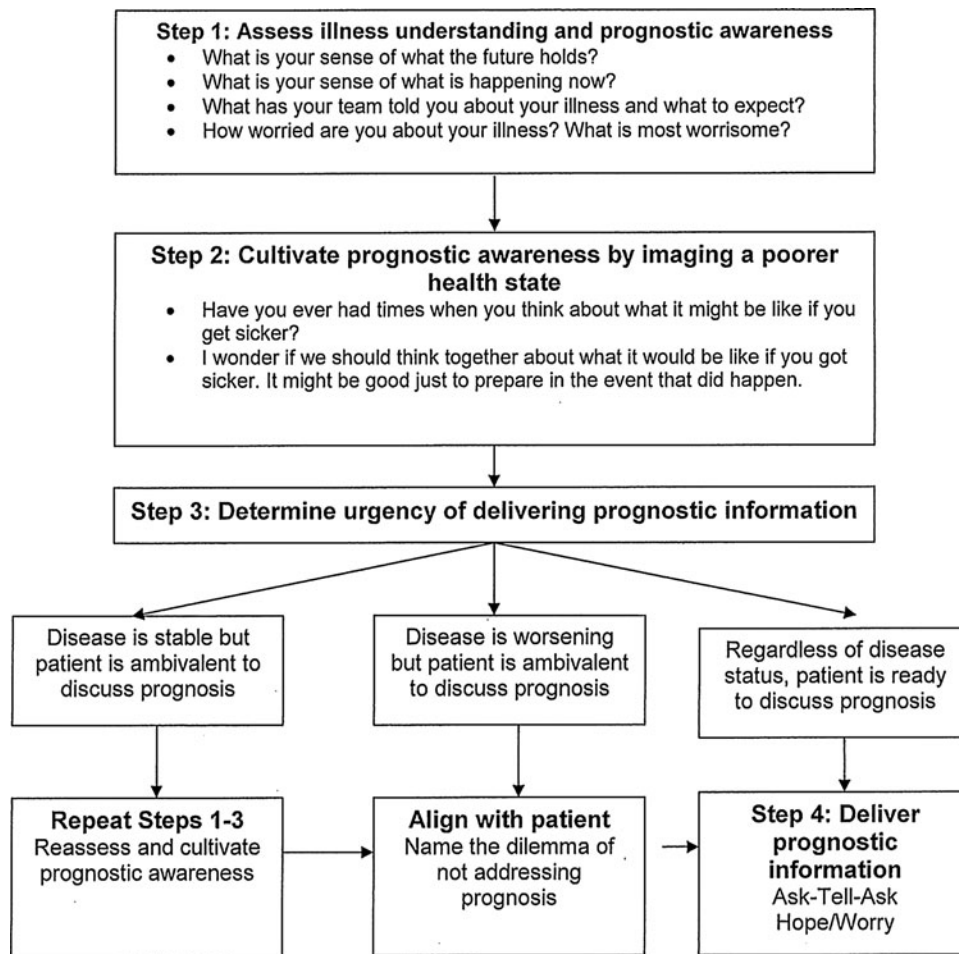 Step 1: Assess illness understanding and prognostic awareness
• What is your sense of what the future holds?
• What is your sense of what is happening now?
• What has your team told you about your illness and what to expect?
• How worried are you about your illness? What is most worrisome?
Step 2: Cultivate prognostic awareness by imaging a poorer
health state
• Have you ever had times when you think about what it might be like if you
get sicker?
• I wonder if we should think together about what it would be like if you got
sicker. It might be good just to prepare in the event that did happen.
Step 3: Determine urgency of delivering prognostic information
Disease is stable but
patient is ambivalent to
discuss prognosis
Disease is worsening
but patient is ambivalent
to discuss prognosis
Regardless of disease
status, patient is ready
to discuss prognosis
Repeat Steps 1-3
Reassess and cultivate
prognostic awareness
Align with patient
Name the dilemma of
not addressing
prognosis
Step 4: Deliver
prognostic
information
Ask-Tell-Ask
Hope/Worry